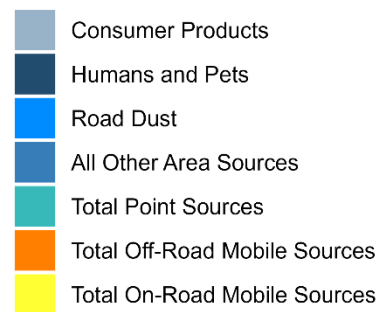 Consumer Products
Humans and Pets
Road Dust
All Other Area Sources
Total Point Sources
Total Off-Road Mobile Sources
Total On-Road Mobile Sources